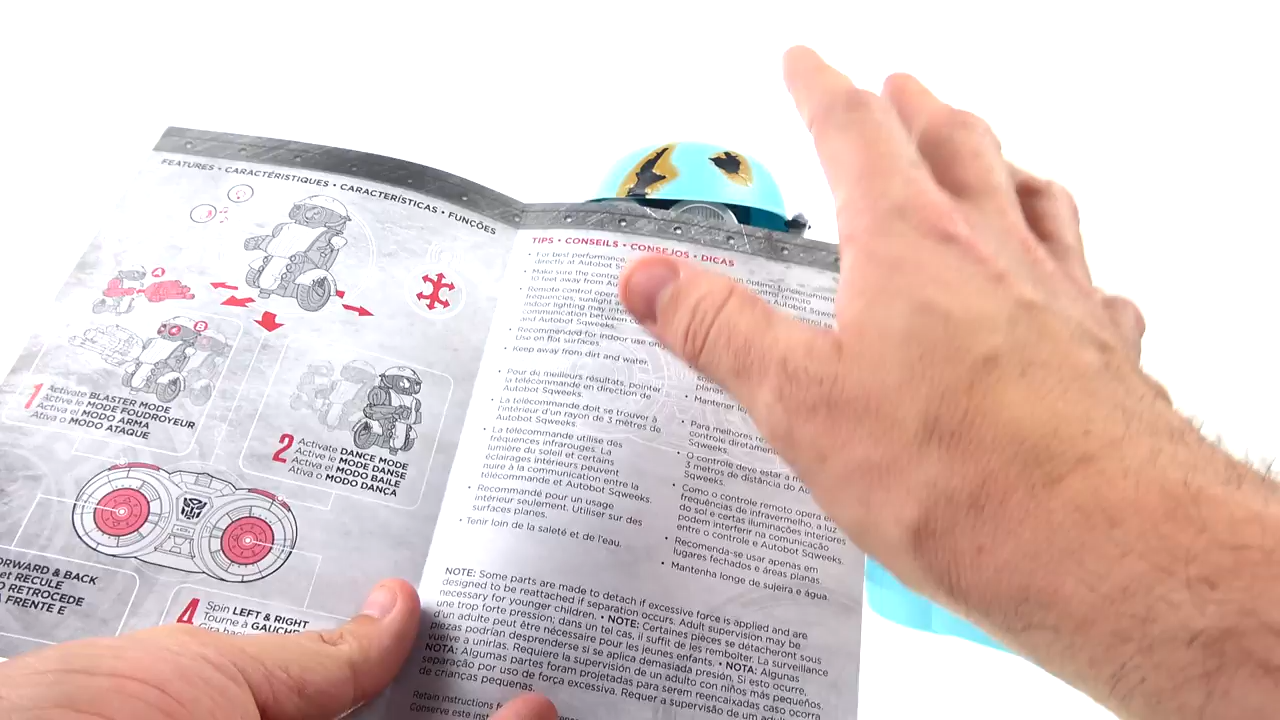 FEATURES • CARACTÉRISTIQUES • CARACTERÍSTICAS • FUNÇÕES
A
B
1
Activate BLASTER MODE
Active le MODE FOUDROYEUR
Activa el MODO ARMA
Ativa o MODO ATAQUE
2
Activate DANCE MODE
Active le MODE DANSE
Activa el MODO BAILE
Ativa o MODO DANÇA
& BACK
RECULE
RETROCEDE
FRENTE E
4
Spin LEFT & RIGHT
Tourne à GAUCHE
TIPS • CONSEILS • CONSEJOS • DICAS
• For best performance,
directly at Autobot
• Make sure the
10 feet away from
• Remote control
frequencies, sunlight
indoor lighting may
communication between
and Autobot Sqweeks.
• Recommended for indoor use only.
Use on flat surfaces.
• Keep away from dirt and water.
• Pour de meilleurs résultats, pointer
la télécommande en direction de
Autobot Sqweeks.
• La télécommande doit se trouver à
l'intérieur d'un rayon de 3 mètres de
Autobot Sqweeks.
• La télécommande utilise des
fréquences infrarouges. La
lumière du soleil et certains
éclairages intérieurs peuvent
nuire à la communication entre la
télécommande et Autobot Sqweeks.
• Recommandé pour un usage
intérieur seulement. Utiliser sur des
surfaces planes.
• Tenir loin de la saleté et de l'eau.
un óptimo funcionamiento
control remoto
Autobot
planas
• Mantener
• Para melhores
controle
Sqweeks.
• O controle deve estar a
3 metros de distância do
Sqweeks.
• Como o controle remoto opera
frequências de infravermelho, a luz
do sol e certas iluminações interiores
podem interferir na comunicação
entre o controle e Autobot Sqweeks.
• Recomenda-se usar apenas em
lugares fechados e áreas planas.
• Mantenha longe de sujeira e água.
NOTE: Some parts are made to detach if excessive force is applied and are
designed to be reattached if separation occurs. Adult supervision may be
necessary for younger children. • NOTE: Certaines pièces se détacheront sous
une trop forte pression; dans un tel cas, il suffit de les remboîter. La surveillance
d'un adulte peut être nécessaire pour les jeunes enfants. • NOTA: Algunas
piezas podrían desprenderse si se aplica demasiada presión. Si esto ocurre,
vuelve a unirlas. Requiere la supervisión de un adulto con niños más pequeños.
NOTA: Algumas partes foram projetadas para serem reencaixadas caso ocorra
separação por uso de força excessiva. Requer a supervisão de um
de crianças pequenas.
Retain instructions
Conserve este